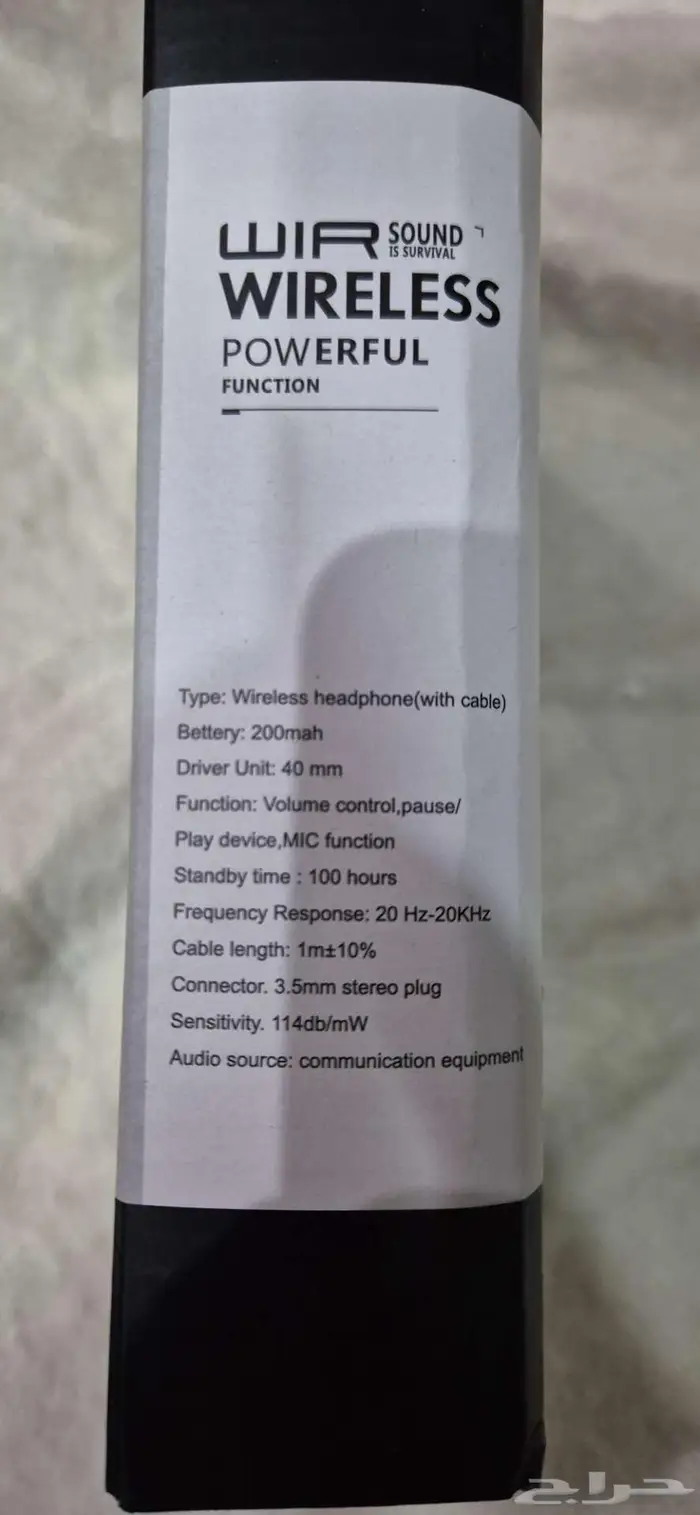 WIR SOUND
IS SURVIVAL
WIRELESS
POWERFUL
FUNCTION
Type: Wireless headphone(with cable)
Bettery: 200mah
Driver Unit: 40 mm
Function: Volume control,pause/
Play device,MIC function
Standby time : 100 hours
Frequency Response: 20 Hz-20KHz
Cable length: 1m±10%
Connector. 3.5mm stereo plug
Sensitivity. 114db/mW
Audio source: communication equipment
حراج